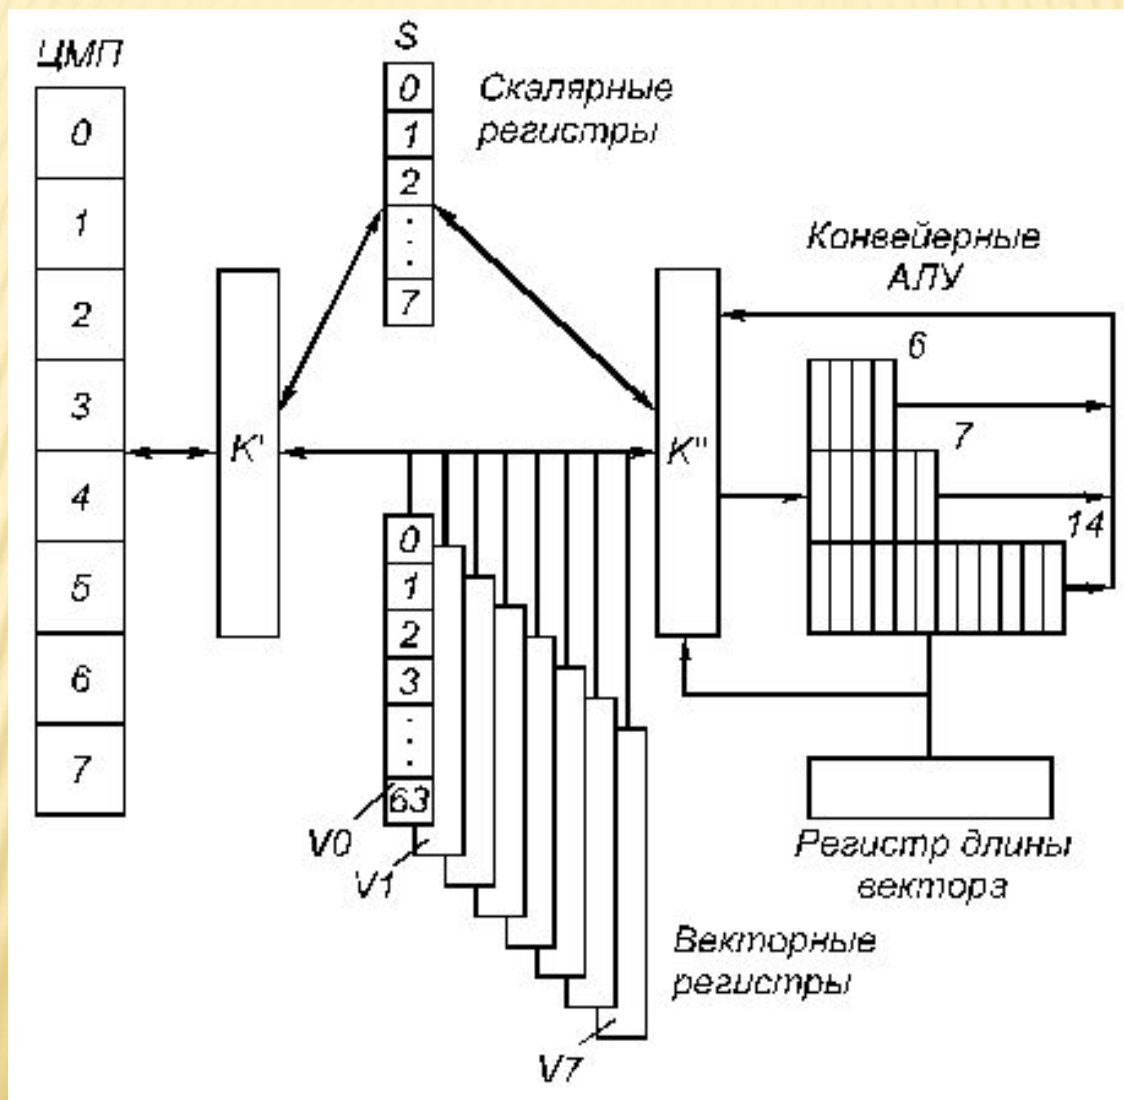 ЦМП
0
1
2
3
4
5
6
7
S
0
1
2
.
.
.
7
Скалярные
регистры
К'
К"
Конвейерные
АЛУ
6
7
14
0
1
2
3
.
.
.
63
V0
V1
V7
Векторные
регистры
Регистр длины
вектора